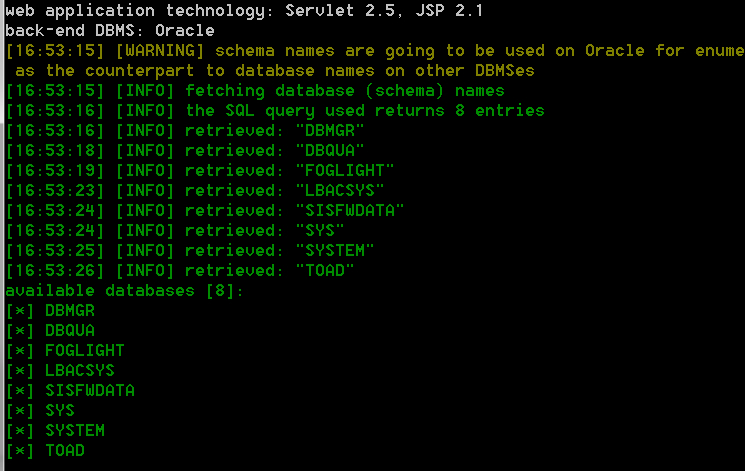 web application technology: Servlet 2.5, JSP 2.1
back-end DBMS: Oracle
[16:53:15] [WARNING] schema names are going to be used on Oracle for enume
as the counterpart to database names on other DBMSes
[16:53:15] [INFO] fetching database (schema) names
[16:53:16] [INFO] the SQL query used returns 8 entries
[16:53:16] [INFO] retrieved: "DBMGR"
[16:53:18] [INFO] retrieved: "DBQUA"
[16:53:19] [INFO] retrieved: "FOGLIGHT"
[16:53:23] [INFO] retrieved: "LBACSYS"
[16:53:24] [INFO] retrieved: "SISFWDATA"
[16:53:24] [INFO] retrieved: "SYS"
[16:53:25] [INFO] retrieved: "SYSTEM"
[16:53:26] [INFO] retrieved: "TOAD"
available databases [8]:
[*] DBMGR
[*] DBQUA
[*] FOGLIGHT
[*] LBACSYS
[*] SISFWDATA
[*] SYS
[*] SYSTEM
[*] TOAD